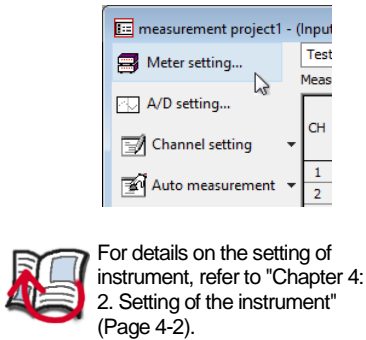 measurement project1 - (Input
Meter setting...
Test
Meas
A/D setting...
CH
Channel setting
1
Auto measurement
2
For details on the setting of
instrument, refer to "Chapter 4:
2. Setting of the instrument"
(Page 4-2).